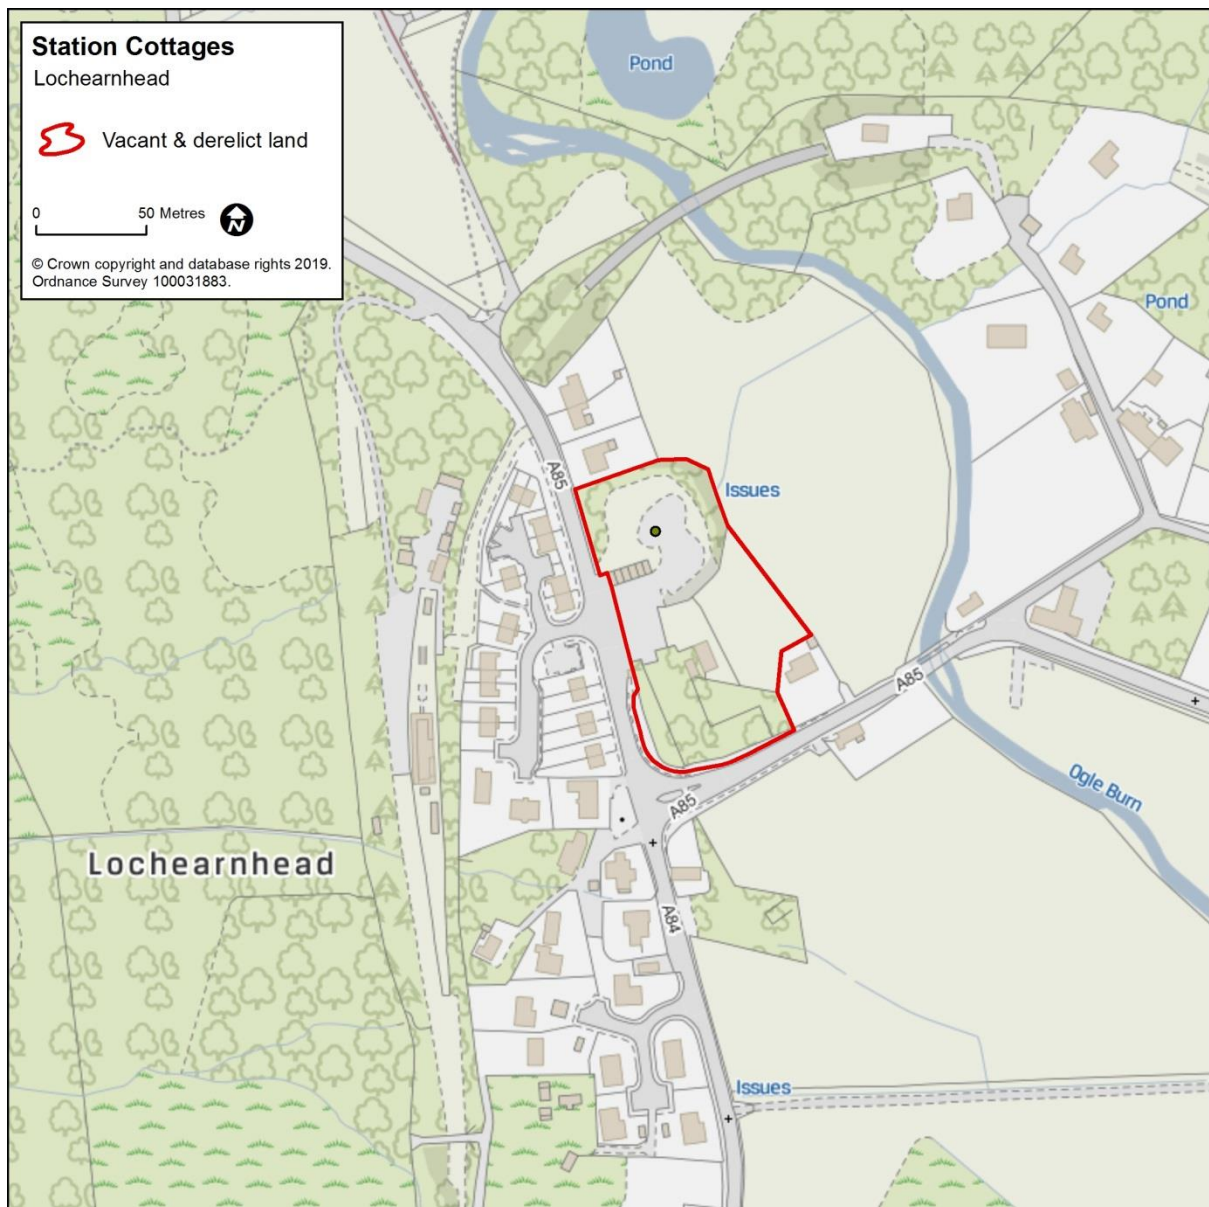 Station Cottages
Lochearnhead
Vacant & derelict land
0 50 Metres N
© Crown copyright and database rights 2019.
Ordnance Survey 100031883.
Pond
Pond
A85
Issues
A85
Ogle Burn
A85
Lochearnhead
A84
Issues